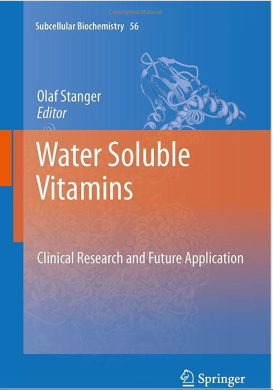 Subcellular Biochemistry 56
Olaf Stanger
Editor
Water Soluble
Vitamins
Clinical Research and Future Application
Springer